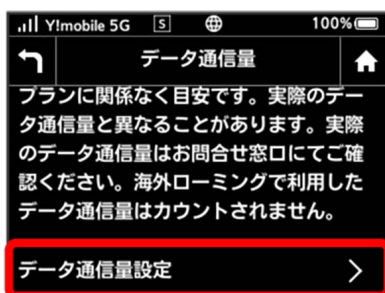 Y!mobile 5G S 100%
データ通信量
プランに関係なく目安です。実際のデー
タ通信量と異なることがあります。実際
のデータ通信量はお問合せ窓口にてご確
認ください。海外ローミングで利用した
データ通信量はカウントされません。
データ通信量設定